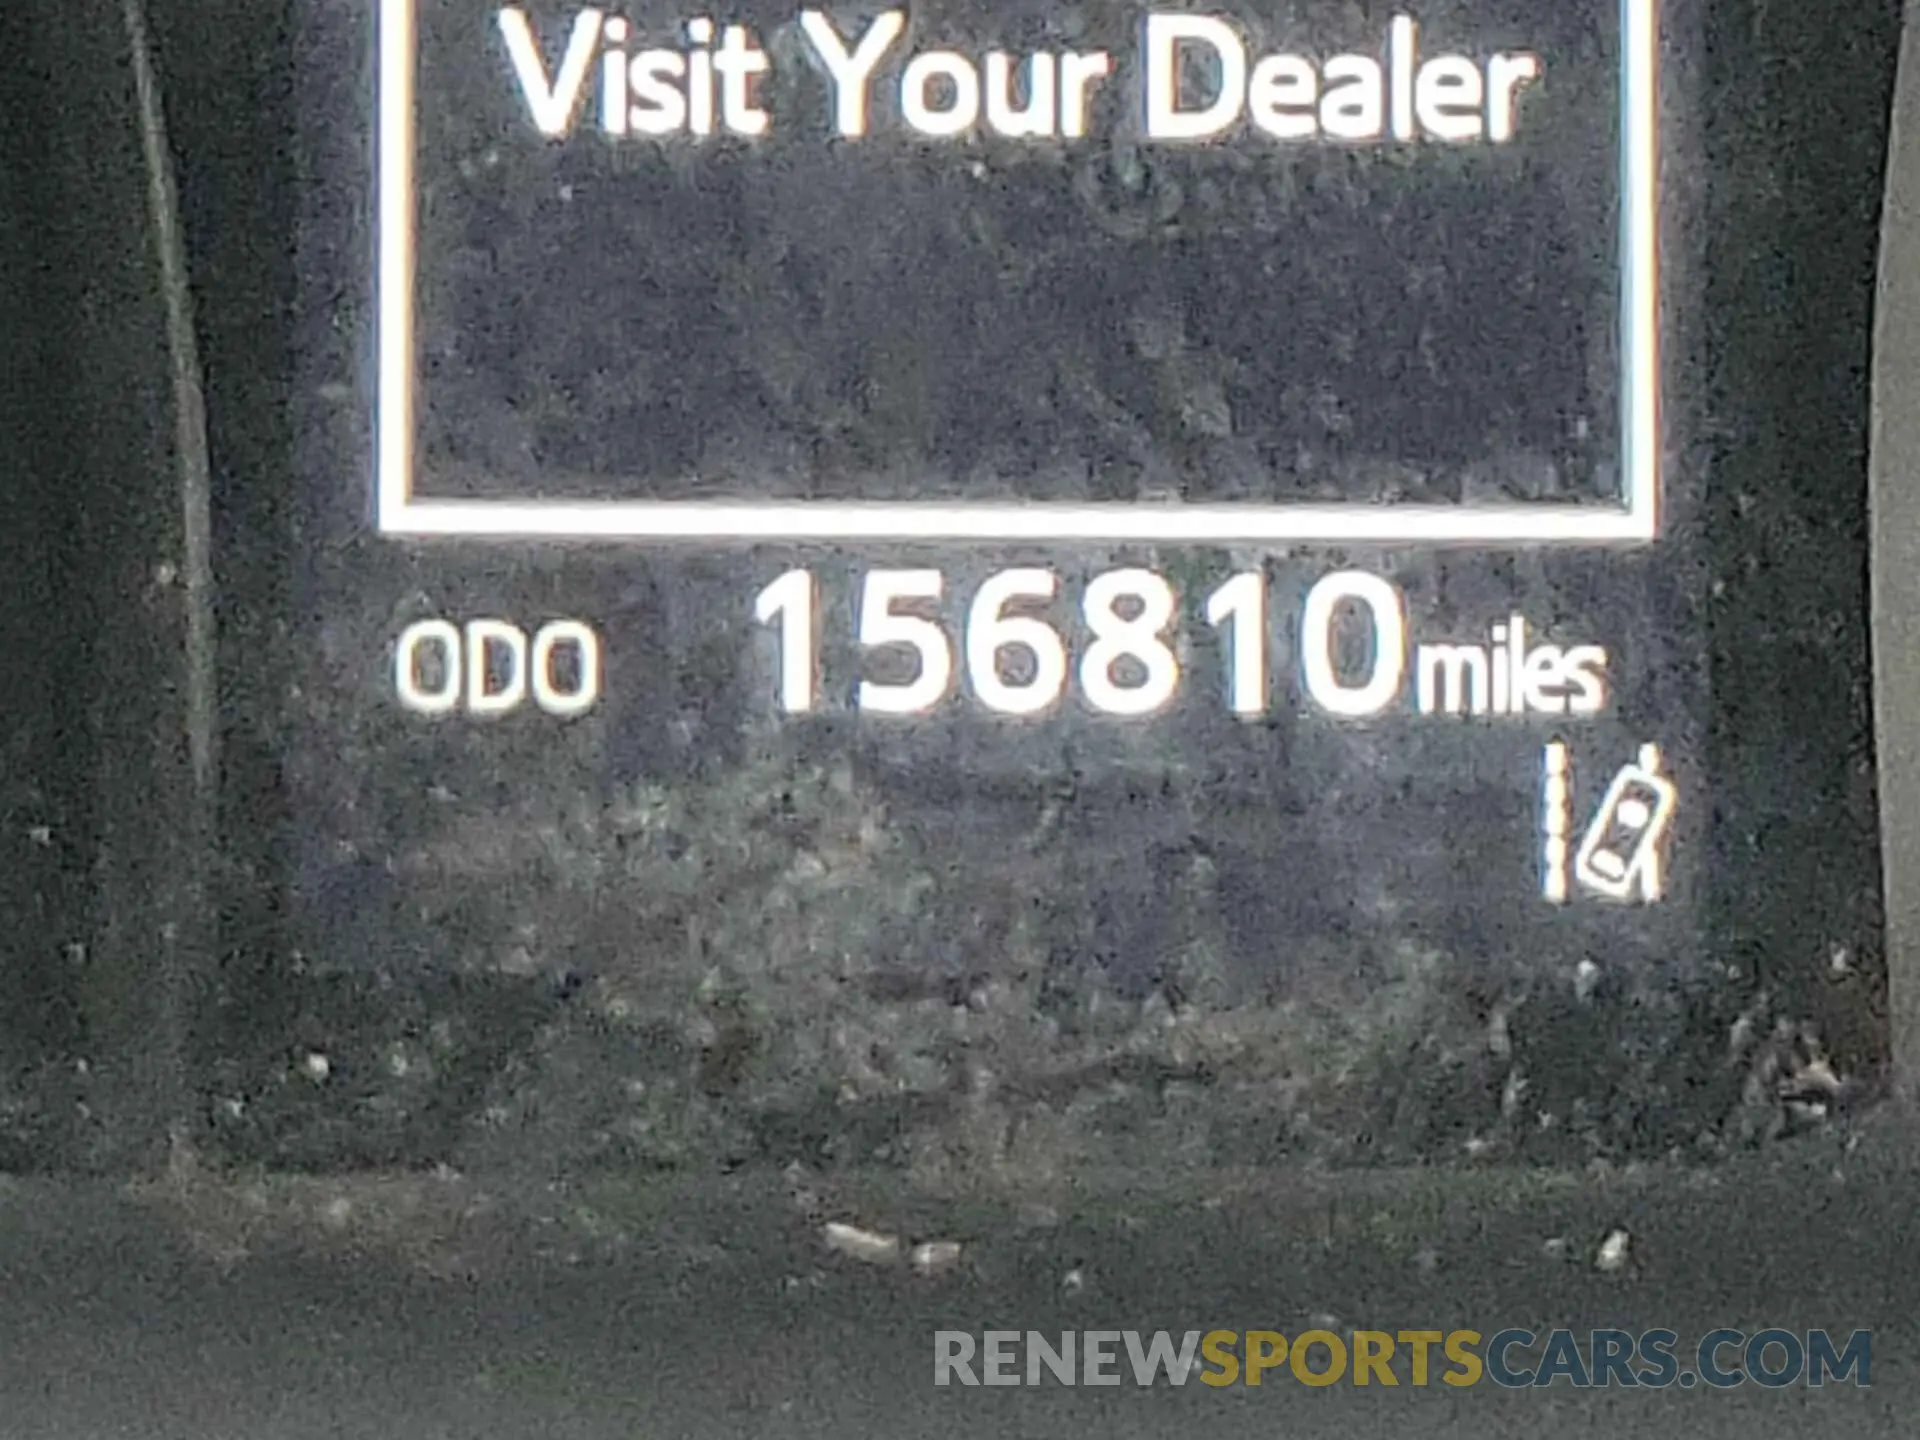 Visit Your Dealer
ODO 156810 miles
RENEWSPORTSCARS.COM